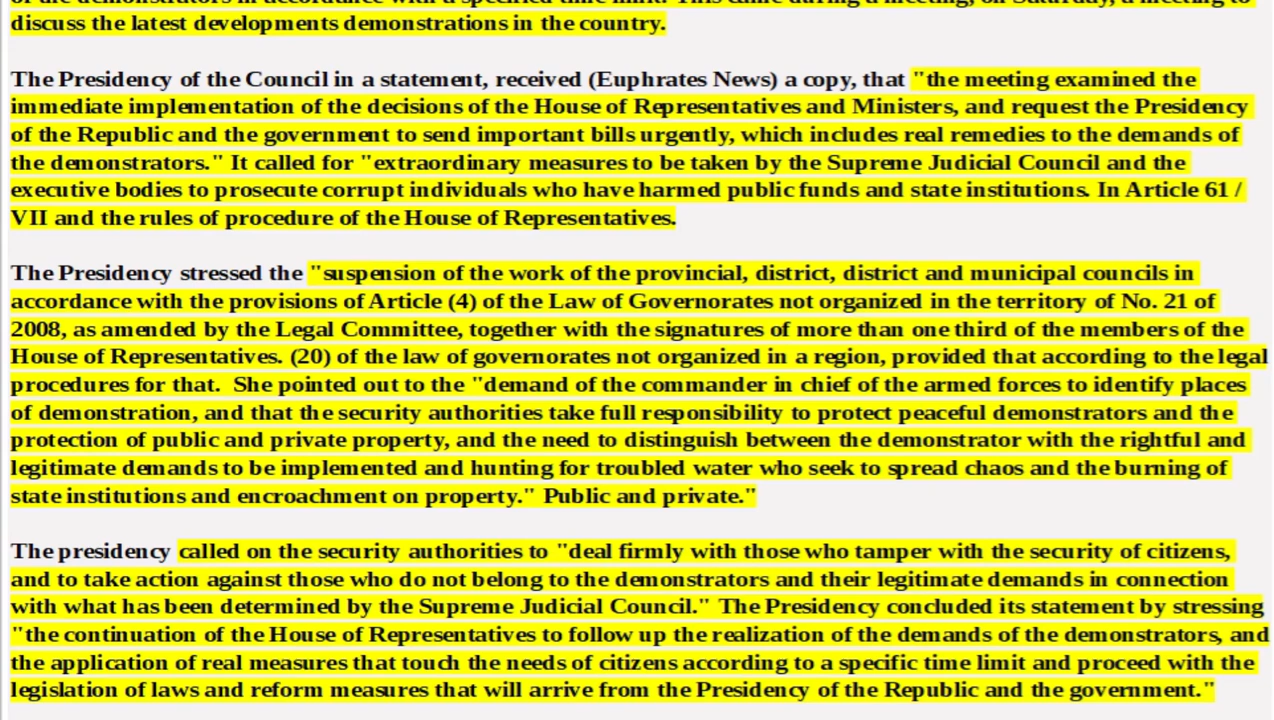 of the demonstrators in accordance with a specified time limit. This came during a meeting, on Saturday, a meeting to
discuss the latest developments demonstrations in the country.
The Presidency of the Council in a statement, received (Euphrates News) a copy, that "the meeting examined the
immediate implementation of the decisions of the House of Representatives and Ministers, and request the Presidency
of the Republic and the government to send important bills urgently, which includes real remedies to the demands of
the demonstrators." It called for "extraordinary measures to be taken by the Supreme Judicial Council and the
executive bodies to prosecute corrupt individuals who have harmed public funds and state institutions. In Article 61 /
VII and the rules of procedure of the House of Representatives.
The Presidency stressed the "suspension of the work of the provincial, district, district and municipal councils in
accordance with the provisions of Article (4) of the Law of Governorates not organized in the territory of No. 21 of
2008, as amended by the Legal Committee, together with the signatures of more than one third of the members of the
House of Representatives. (20) of the law of governorates not organized in a region, provided that according to the legal
procedures for that. She pointed out to the "demand of the commander in chief of the armed forces to identify places
of demonstration, and that the security authorities take full responsibility to protect peaceful demonstrators and the
protection of public and private property, and the need to distinguish between the demonstrator with the rightful and
legitimate demands to be implemented and hunting for troubled water who seek to spread chaos and the burning of
state institutions and encroachment on property." Public and private."
The presidency called on the security authorities to "deal firmly with those who tamper with the security of citizens,
and to take action against those who do not belong to the demonstrators and their legitimate demands in connection
with what has been determined by the Supreme Judicial Council." The Presidency concluded its statement by stressing
"the continuation of the House of Representatives to follow up the realization of the demands of the demonstrators, and
the application of real measures that touch the needs of citizens according to a specific time limit and proceed with the
legislation of laws and reform measures that will arrive from the Presidency of the Republic and the government."